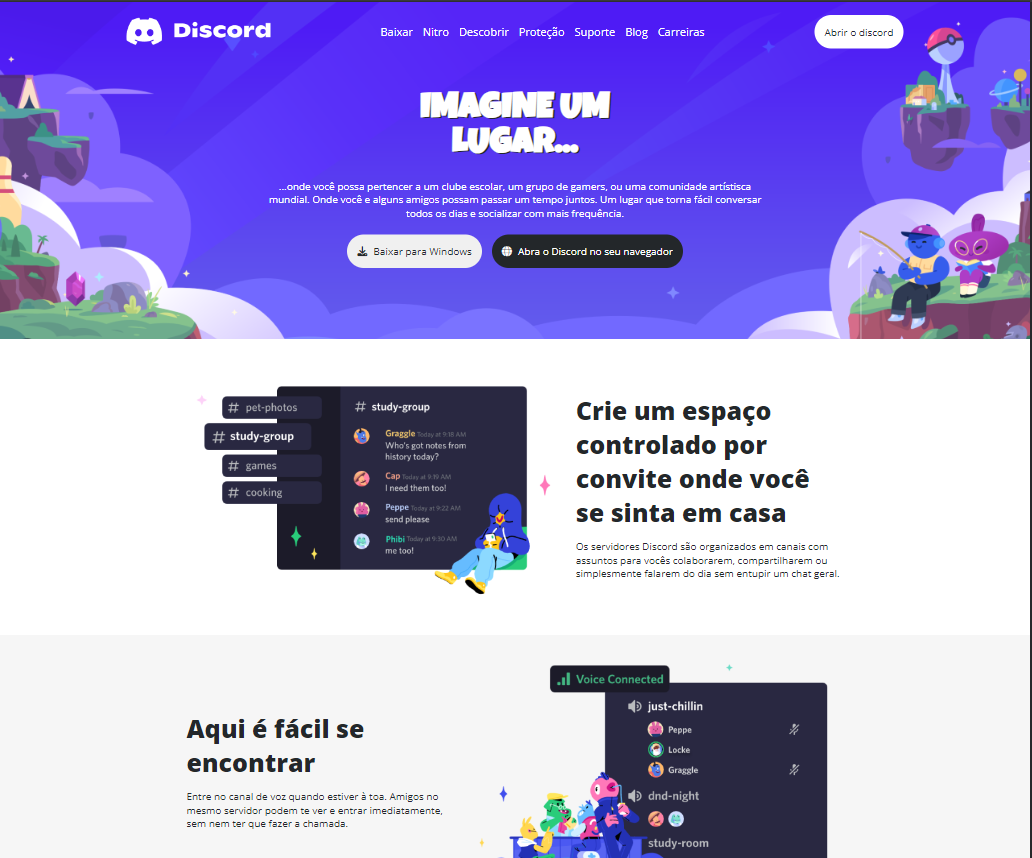 Discord
Baixar Nitro Descobrir Proteção Suporte Blog Carreiras
Abrir o discord
IMAGINE UM
LUGAR...
...onde você possa pertencer a um clube escolar, um grupo de gamers, ou uma comunidade artístisca
mundial. Onde você e alguns amigos possam passar um tempo juntos. Um lugar que torna fácil conversar
todos os dias e socializar com mais frequência.
Baixar para Windows
Abra o Discord no seu navegador
# pet-photos
# study-group
# games
# cooking
# study-group
Graggle Today at 9:18 AM
Who's got notes from
history today?
Cap Today at 9:19 AM
I need them too!
Peppe Today at 9:22 AM
send please
Phibi Today at 9:30 AM
me too!
Crie um espaço
controlado por
convite onde você
se sinta em casa
Os servidores Discord são organizados em canais com
assuntos para vocês colaborarem, compartilharem ou
simplesmente falarem do dia sem entupir um chat geral.
Aqui é fácil se
encontrar
Entre no canal de voz quando estiver à toa. Amigos no
mesmo servidor podem te ver e entrar imediatamente,
sem nem ter que fazer a chamada.
Voice Connected
just-chillin
Peppe
Locke
Graggle
dnd-night
study-room